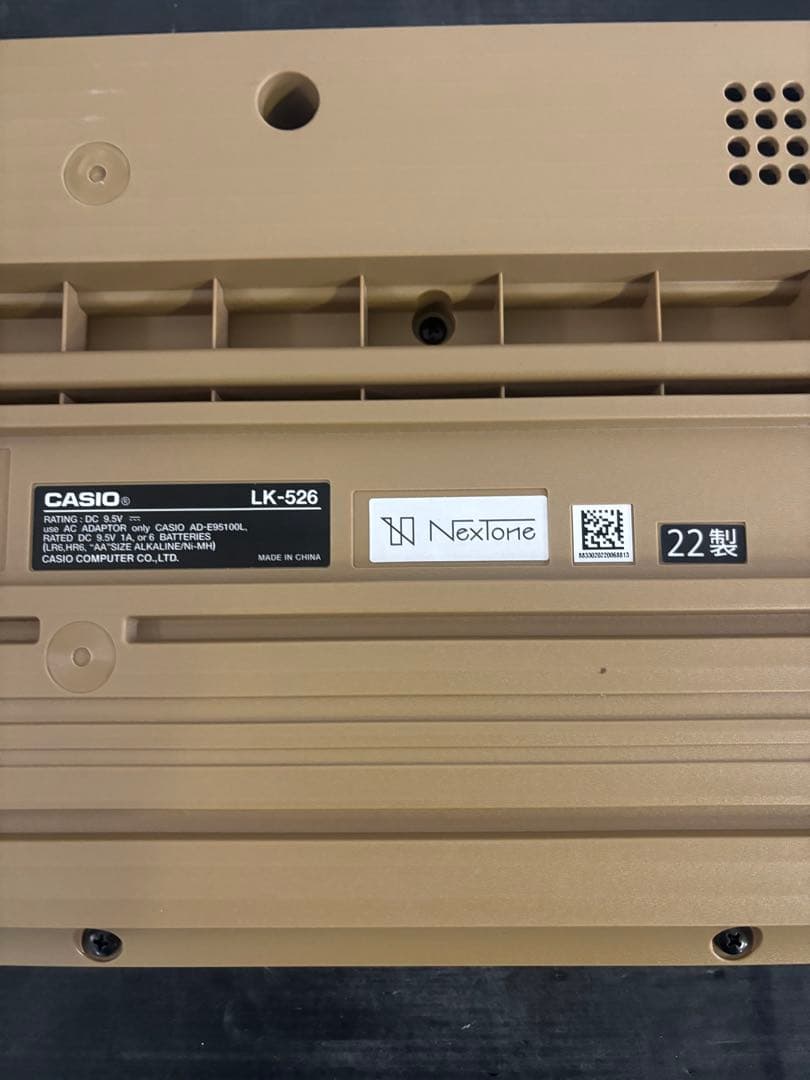 CASIO® LK-526
RATING : DC 9.5V ⎓
use AC ADAPTOR only CASIO AD-E95100L,
RATED DC 9.5V 1A, or 6 BATTERIES
(LR6,HR6, "AA"SIZE ALKALINE/Ni-MH)
CASIO COMPUTER CO.,LTD. MADE IN CHINA
NexTone
8833020220068813
22製